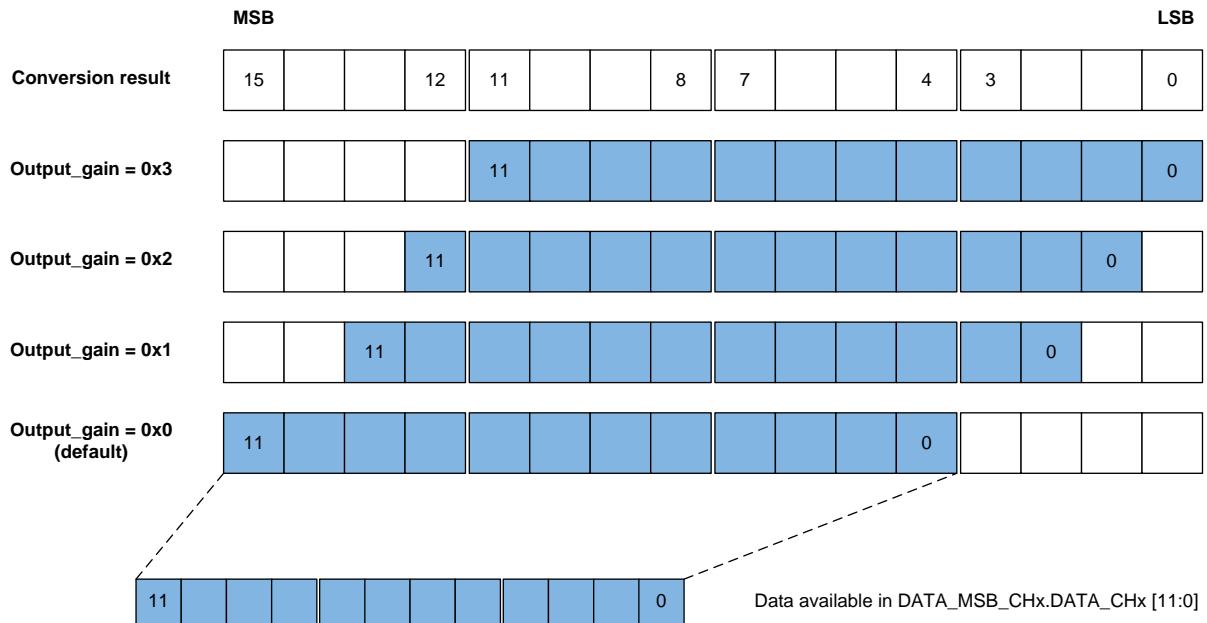 MSB LSB
Conversion result 15 12 11 8 7 4 3 0
Output_gain = 0x3 11 0
Output_gain = 0x2 11 0
Output_gain = 0x1 11 0
Output_gain = 0x0
(default) 11 0
11 0 Data available in DATA_MSB_CHx.DATA_CHx [11:0]